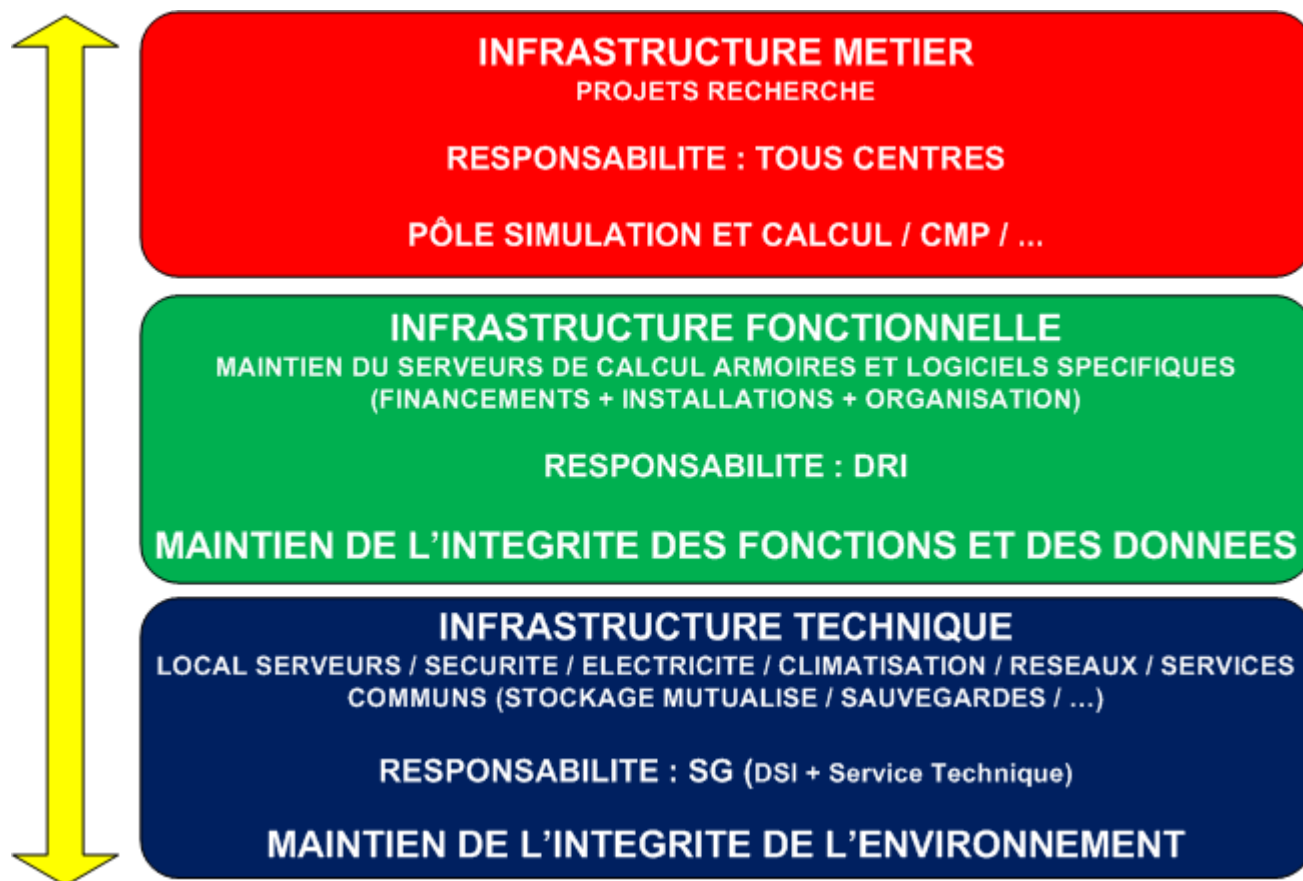 INFRASTRUCTURE METIER
PROJETS RECHERCHE
RESPONSABILITE : TOUS CENTRES
PÔLE SIMULATION ET CALCUL / CMP / ...
INFRASTRUCTURE FONCTIONNELLE
MAINTIEN DU SERVEURS DE CALCUL ARMOIRES ET LOGICIELS SPECIFIQUES
(FINANCEMENTS + INSTALLATIONS + ORGANISATION)
RESPONSABILITE : DRI
MAINTIEN DE L’INTEGRITE DES FONCTIONS ET DES DONNEES
INFRASTRUCTURE TECHNIQUE
LOCAL SERVEURS / SECURITE / ELECTRICITE / CLIMATISATION / RESEAUX / SERVICES
COMMUNS (STOCKAGE MUTUALISE / SAUVEGARDES / ...)
RESPONSABILITE : SG (DSI + Service Technique)
MAINTIEN DE L’INTEGRITE DE L’ENVIRONNEMENT